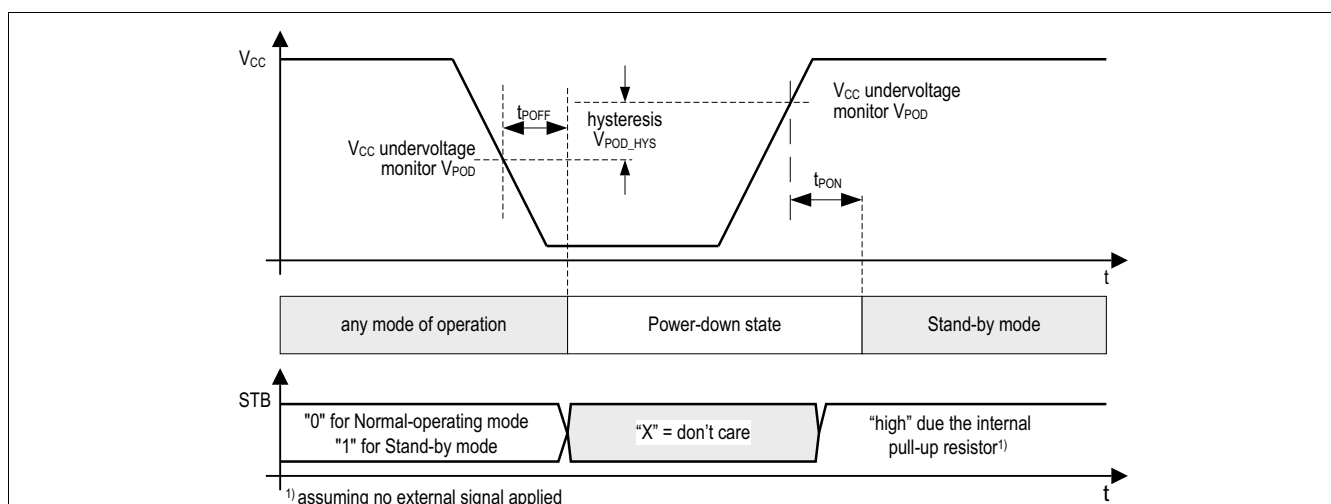 VCC
tPOFF
hysteresis
VPOD_HYS
VCC undervoltage
monitor VPOD
VCC undervoltage
monitor VPOD
tPON
t
any mode of operation
Power-down state
Stand-by mode
STB
"0" for Normal-operating mode
"1" for Stand-by mode
“X” = don’t care
“high” due the internal
pull-up resistor1)
1) assuming no external signal applied
t